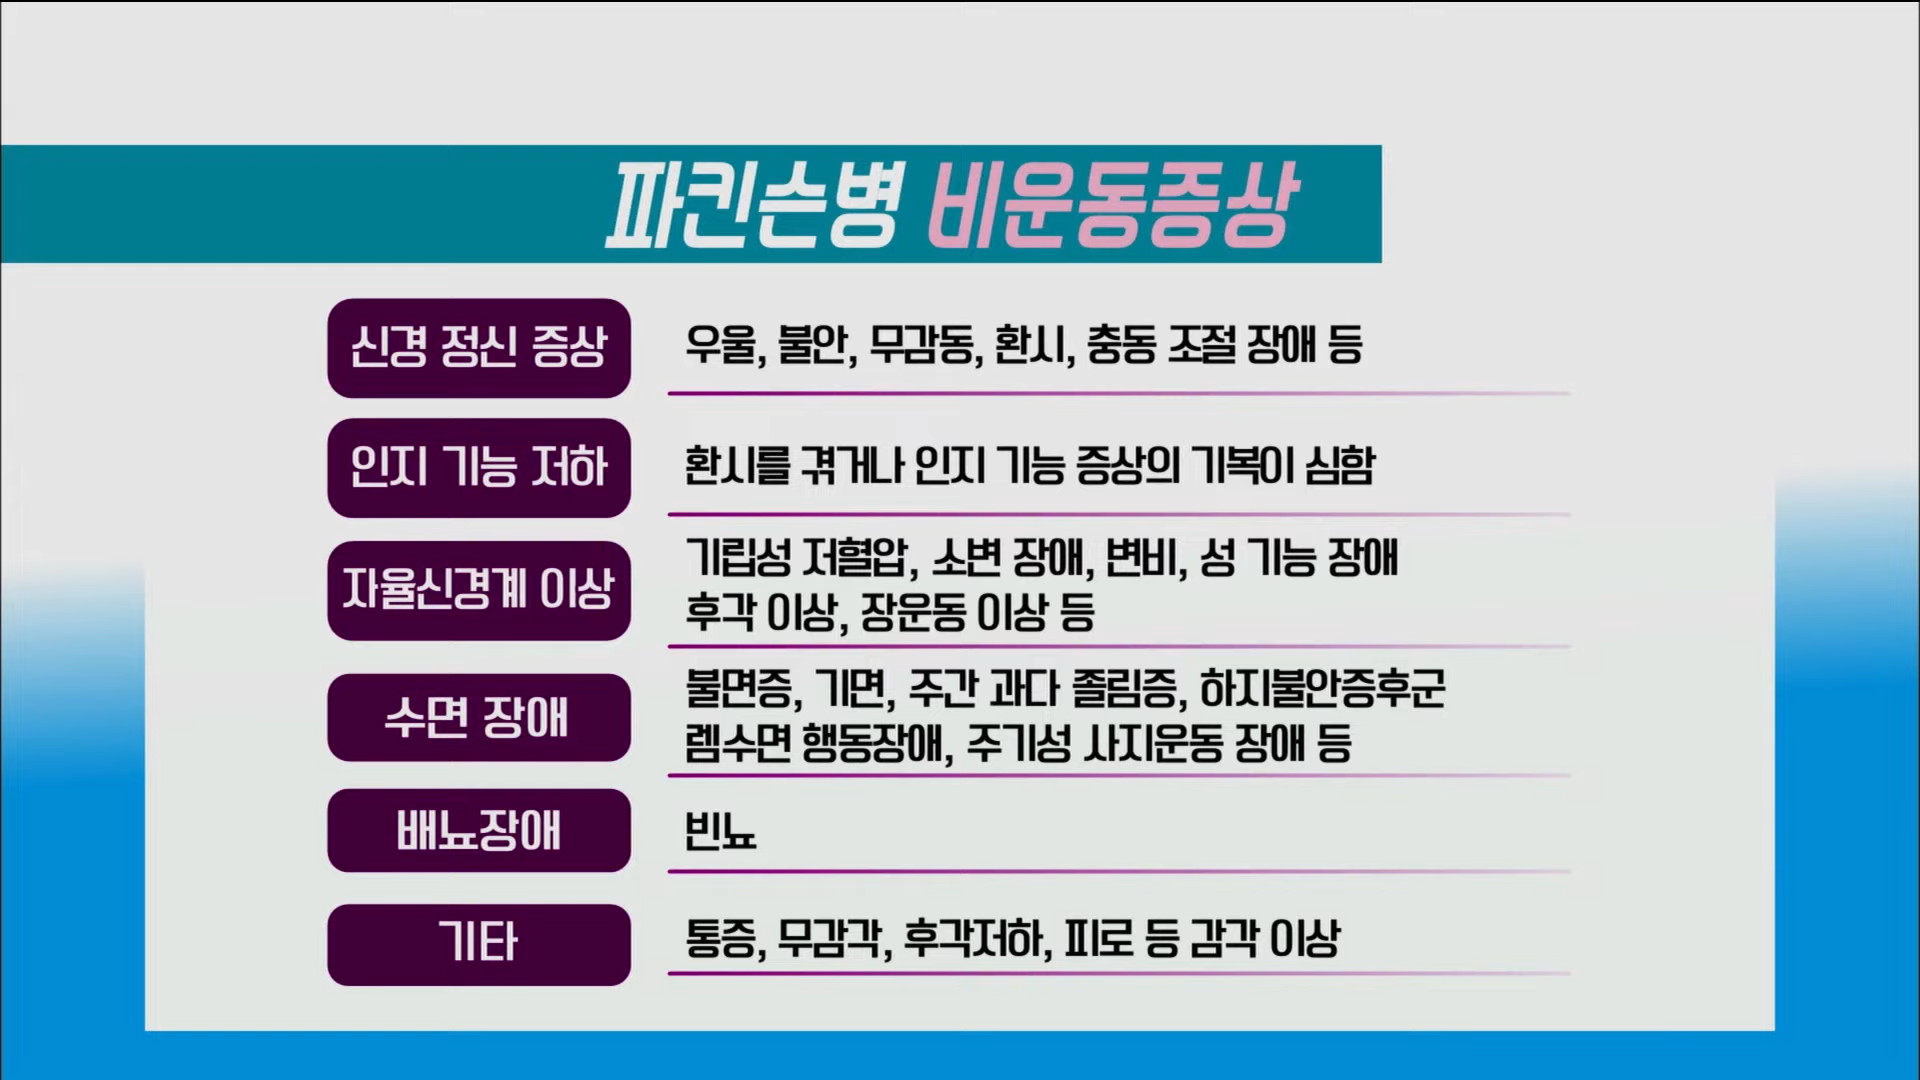 파킨슨병 비운동증상
신경 정신 증상
우울, 불안, 무감동, 환시, 충동 조절 장애 등
인지 기능 저하
환시를 겪거나 인지 기능 증상의 기복이 심함
자율신경계 이상
기립성 저혈압, 소변 장애, 변비, 성 기능 장애
후각 이상, 장운동 이상 등
수면 장애
불면증, 기면, 주간 과다 졸림증, 하지불안증후군
렘수면 행동장애, 주기성 사지운동 장애 등
배뇨장애
빈뇨
기타
통증, 무감각, 후각저하, 피로 등 감각 이상